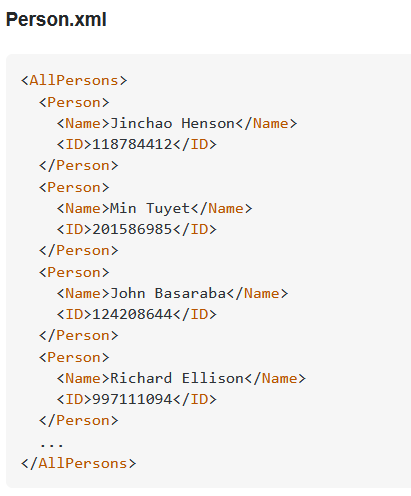 Person.xml
<AllPersons>
  <Person>
    <Name>Jinchao Henson</Name>
    <ID>118784412</ID>
  </Person>
  <Person>
    <Name>Min Tuyet</Name>
    <ID>201586985</ID>
  </Person>
  <Person>
    <Name>John Basaraba</Name>
    <ID>124208644</ID>
  </Person>
  <Person>
    <Name>Richard Ellison</Name>
    <ID>997111094</ID>
  </Person>
  ...
</AllPersons>